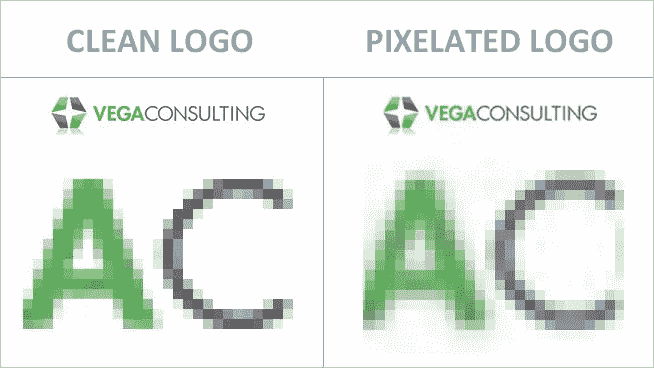 CLEAN LOGO
PIXELATED LOGO
VEGACONSULTING
VEGACONSULTING
AC
AC